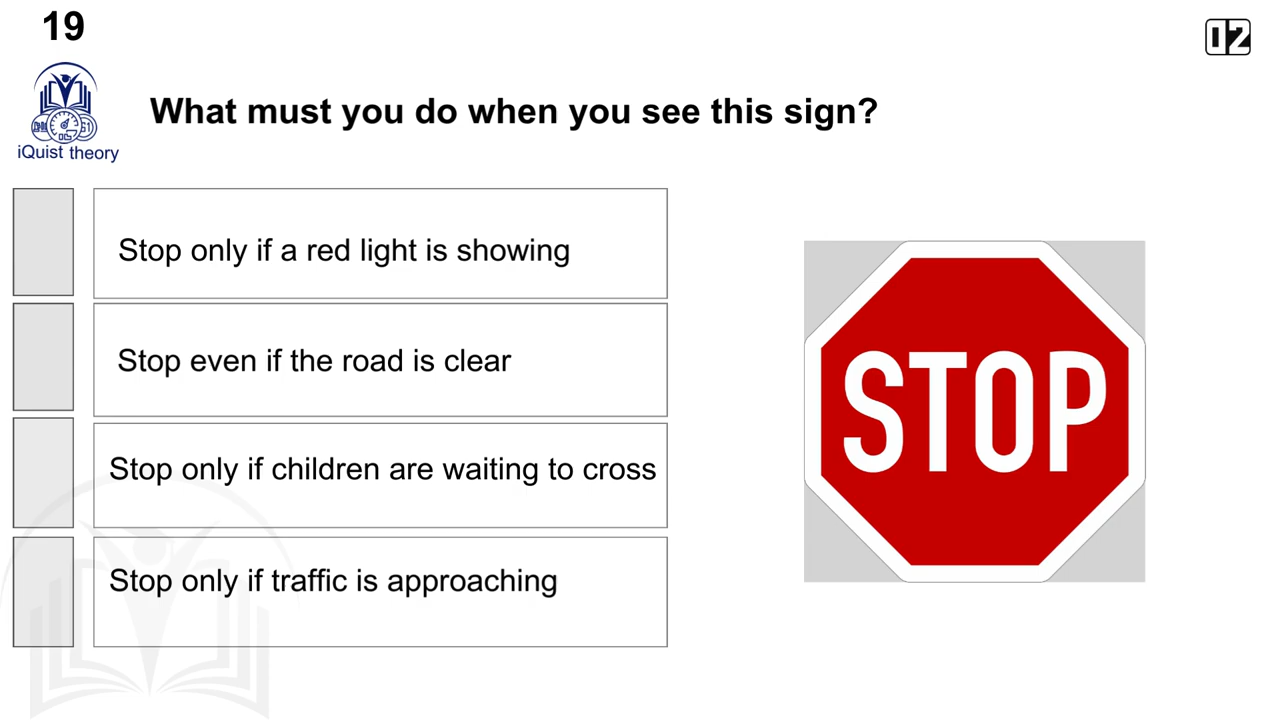 19
12
What must you do when you see this sign?
iQuist theory
Stop only if a red light is showing
Stop even if the road is clear
Stop only if children are waiting to cross
Stop only if traffic is approaching
STOP